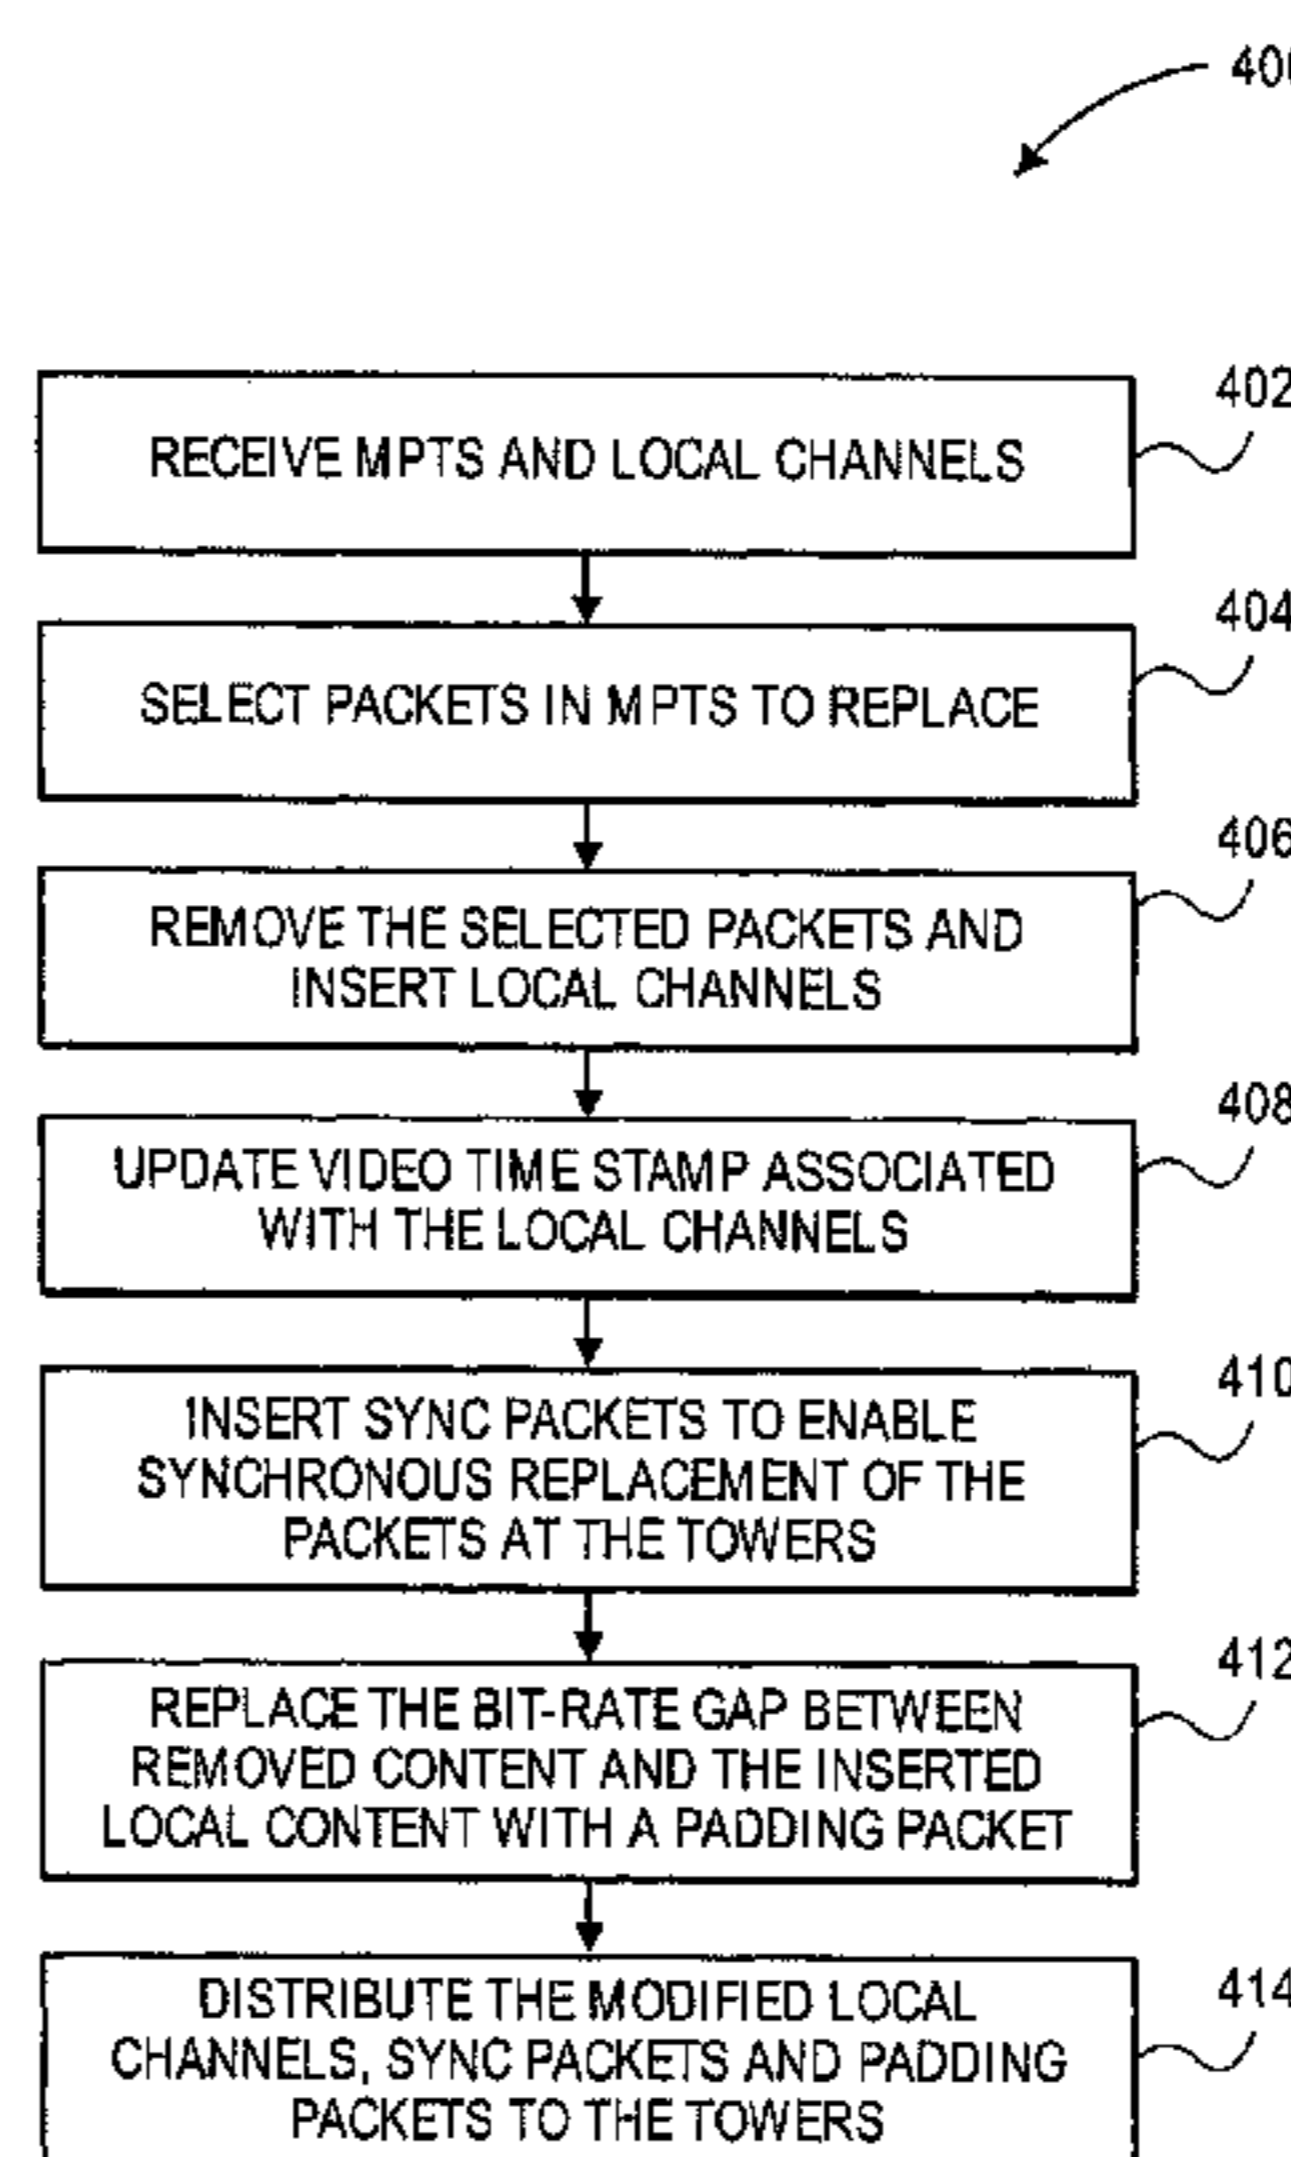 400
402
RECEIVE MPTS AND LOCAL CHANNELS
404
SELECT PACKETS IN MPTS TO REPLACE
406
REMOVE THE SELECTED PACKETS AND
INSERT LOCAL CHANNELS
408
UPDATE VIDEO TIME STAMP ASSOCIATED
WITH THE LOCAL CHANNELS
410
INSERT SYNC PACKETS TO ENABLE
SYNCHRONOUS REPLACEMENT OF THE
PACKETS AT THE TOWERS
412
REPLACE THE BIT-RATE GAP BETWEEN
REMOVED CONTENT AND THE INSERTED
LOCAL CONTENT WITH A PADDING PACKET
414
DISTRIBUTE THE MODIFIED LOCAL
CHANNELS, SYNC PACKETS AND PADDING
PACKETS TO THE TOWERS